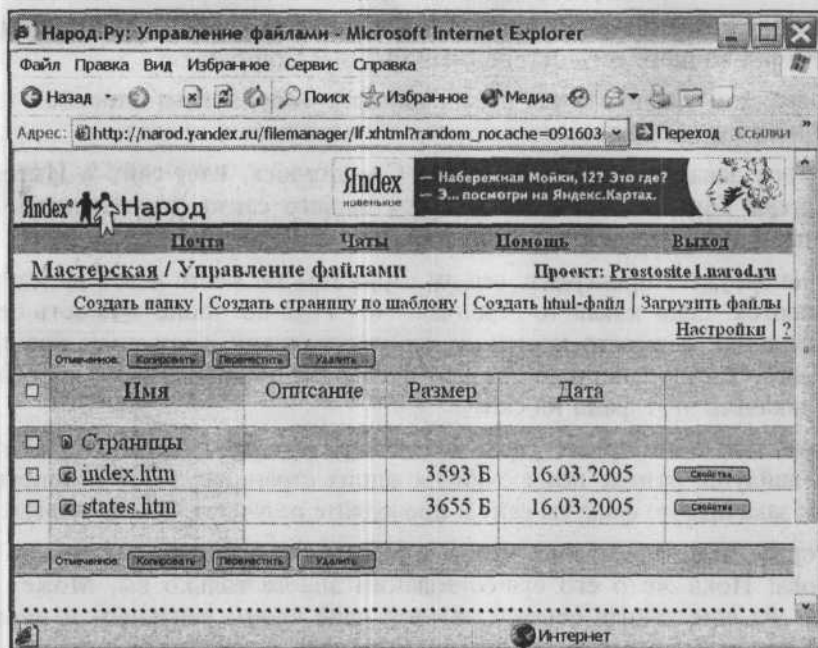 Народ.Ру: Управление файлами - Microsoft Internet Explorer
Файл Правка Вид Избранное Сервис Справка
Назад Поиск Избранное Медиа
Адрес: http://narod.yandex.ru/filemanager/lf.xhtml?random_nocache=091603 Переход Ссылки »
Яndex
новенькое
— Набережная Мойки, 12? Это где?
— Э... посмотри на Яндекс.Картах.
Яndex Народ
Почта Чаты Помощь Выход
Мастерская / Управление файлами Проект: Prostosite1.narod.ru
Создать папку | Создать страницу по шаблону | Создать html-файл | Загрузить файлы |
Настройки | ?
Отмеченное: Копировать Переместить Удалить
Имя Описание Размер Дата
Страницы
index.htm 3593 Б 16.03.2005 Свойства
states.htm 3655 Б 16.03.2005 Свойства
Отмеченное: Копировать Переместить Удалить
Интернет